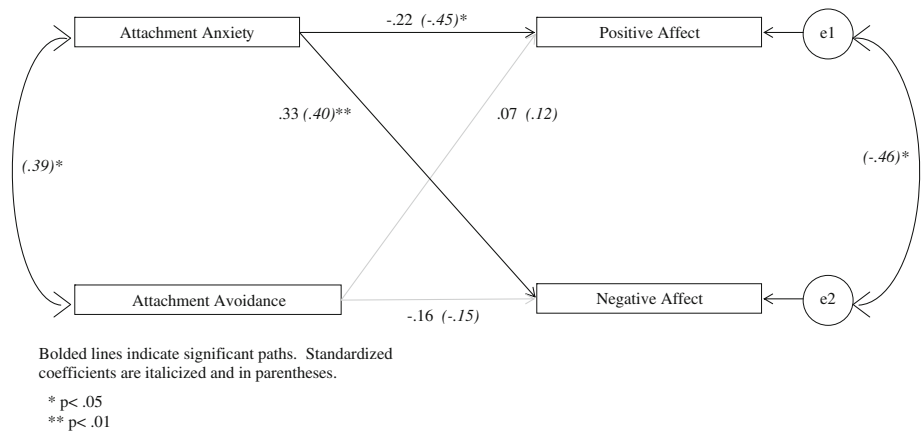 -.22 (-.45)*
Attachment Anxiety
Positive Affect
e1
.33 (.40)**
.07 (.12)
(.39)*
(-.46)*
Attachment Avoidance
Negative Affect
e2
-.16 (-.15)
Bolded lines indicate significant paths. Standardized
coefficients are italicized and in parentheses.
* p< .05
** p< .01